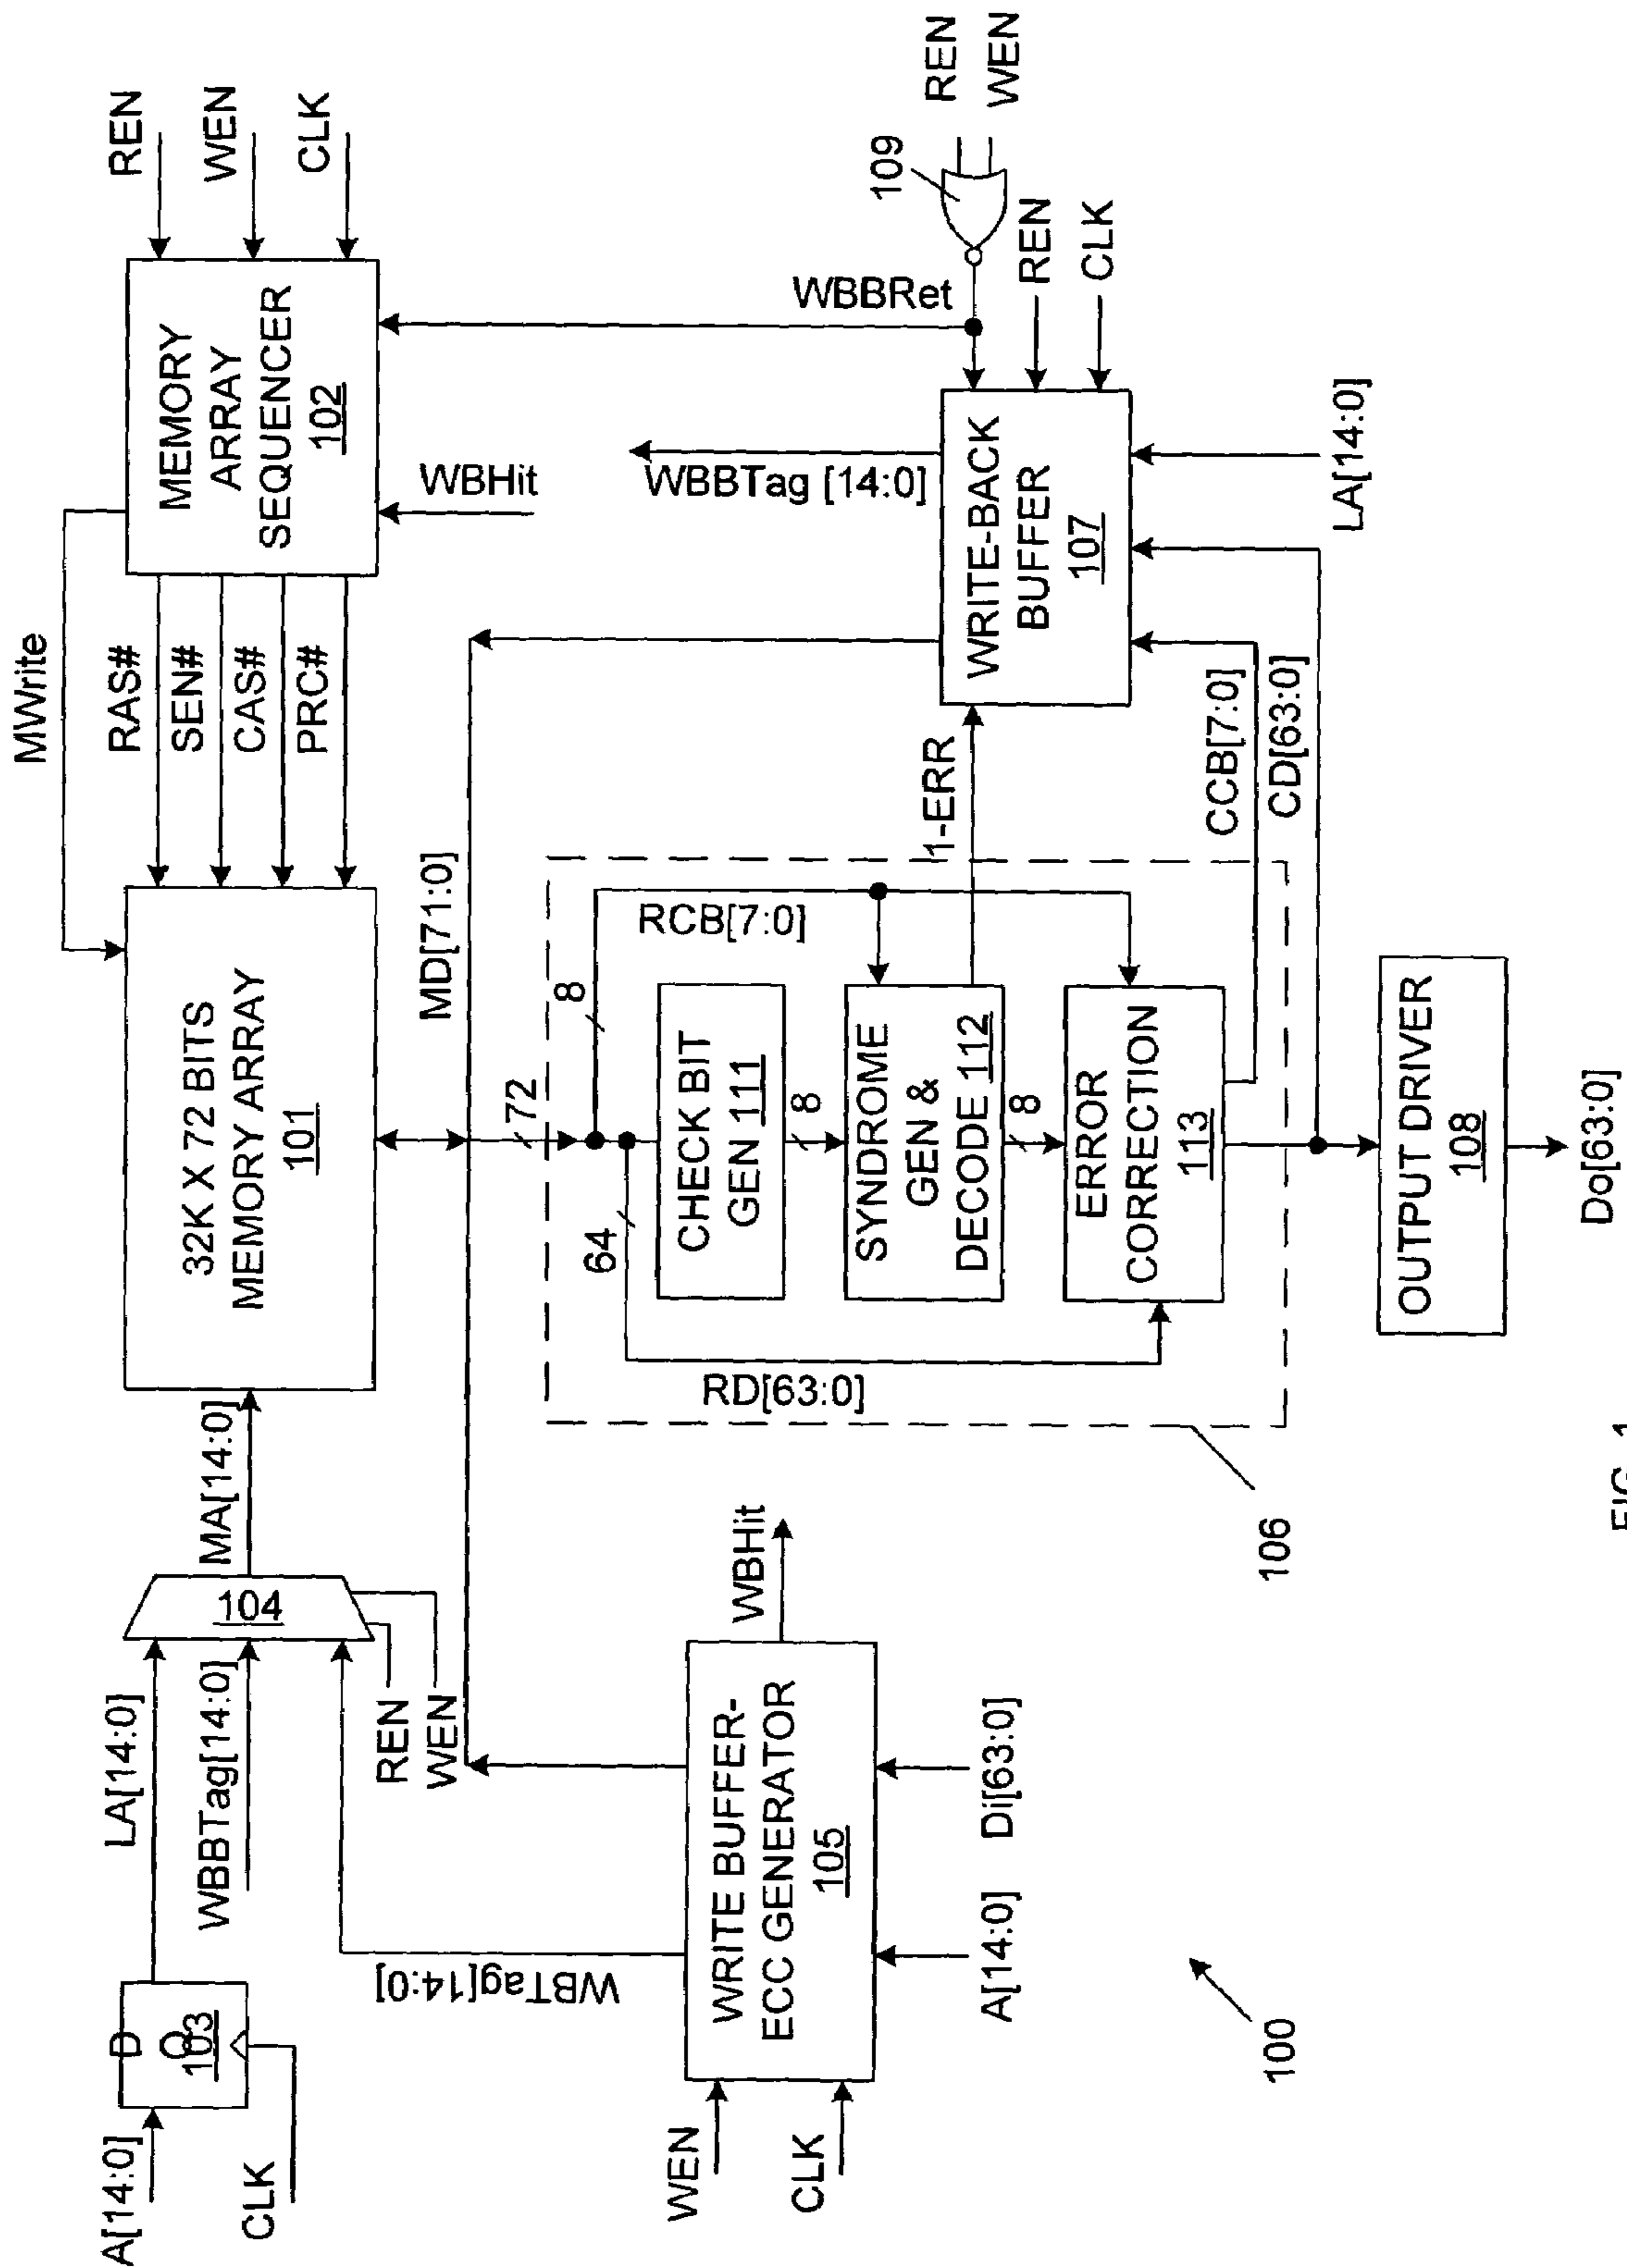 A[14:0]
CLK
D
Q
103
LA[14:0]
WBBTag[14:0]
WBTag[14:0]
104
REN
WEN
MA[14:0]
32K X 72 BITS
MEMORY ARRAY
101
MWrite
RAS#
SEN#
CAS#
PRC#
MEMORY
ARRAY
SEQUENCER
102
REN
WEN
CLK
WBHit
WEN
CLK
WRITE BUFFER-
ECC GENERATOR
105
A[14:0]
Di[63:0]
WBHit
MD[71:0]
72
8
64
RCB[7:0]
RD[63:0]
CHECK BIT
GEN 111
8
SYNDROME
GEN &
DECODE 112
8
ERROR
CORRECTION
113
106
1-ERR
CCB[7:0]
CD[63:0]
WRITE-BACK
BUFFER
107
WBBTag [14:0]
WBBRet
109
REN
WEN
REN
CLK
LA[14:0]
OUTPUT DRIVER
108
Do[63:0]
100
FIG. 1